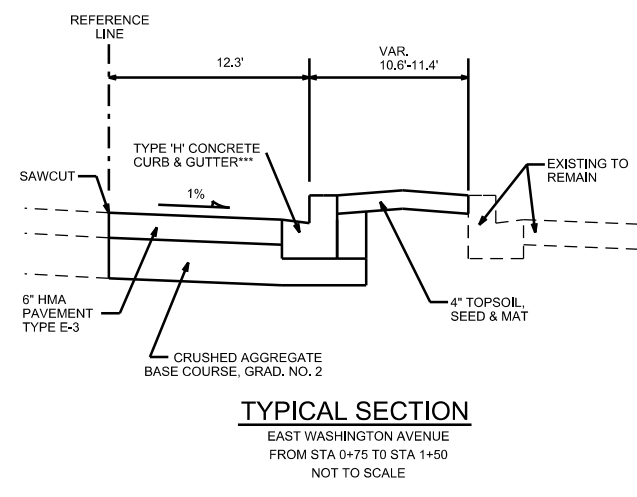 REFERENCE
LINE
12.3'
VAR.
10.6'-11.4'
TYPE 'H' CONCRETE
CURB & GUTTER***
EXISTING TO
REMAIN
SAWCUT
1%
6" HMA
PAVEMENT
TYPE E-3
4" TOPSOIL,
SEED & MAT
CRUSHED AGGREGATE
BASE COURSE, GRAD. NO. 2
TYPICAL SECTION
EAST WASHINGTON AVENUE
FROM STA 0+75 T0 STA 1+50
NOT TO SCALE